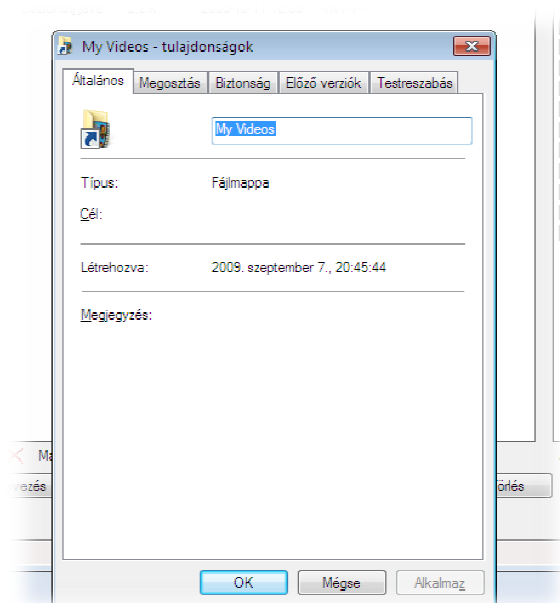 My Videos - tulajdonságok
Általános Megosztás Biztonság Előző verziók Testreszabás
My Videos
Típus: Fájlmappa
Cél:
Létrehozva: 2009. szeptember 7., 20:45:44
Megjegyzés:
OK Mégse Alkalmaz